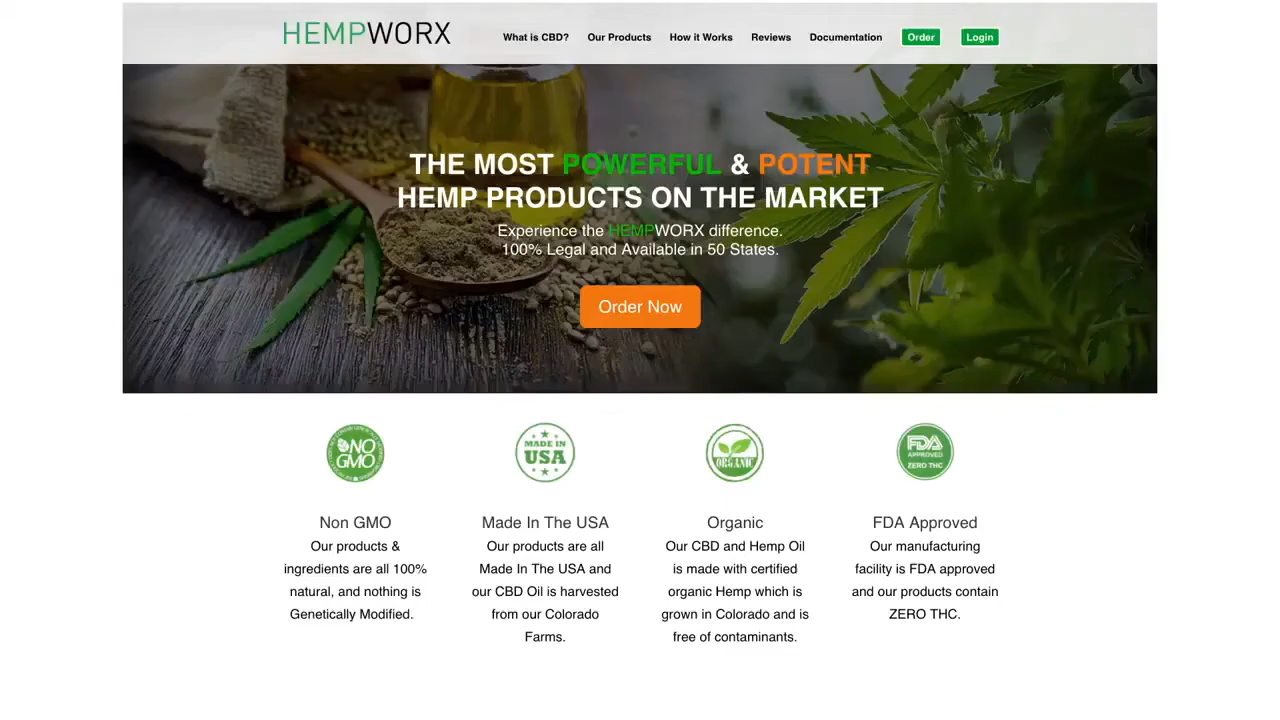 HEMPWORX
What is CBD? Our Products How it Works Reviews Documentation Order Login
THE MOST POWERFUL & POTENT
HEMP PRODUCTS ON THE MARKET
Experience the HEMPWORX difference.
100% Legal and Available in 50 States.
Order Now
NO
GMO
MADE IN
USA
ORGANIC
FDA
APPROVED
ZERO THC
Non GMO
Our products &
ingredients are all 100%
natural, and nothing is
Genetically Modified.
Made In The USA
Our products are all
Made In The USA and
our CBD Oil is harvested
from our Colorado
Farms.
Organic
Our CBD and Hemp Oil
is made with certified
organic Hemp which is
grown in Colorado and is
free of contaminants.
FDA Approved
Our manufacturing
facility is FDA approved
and our products contain
ZERO THC.